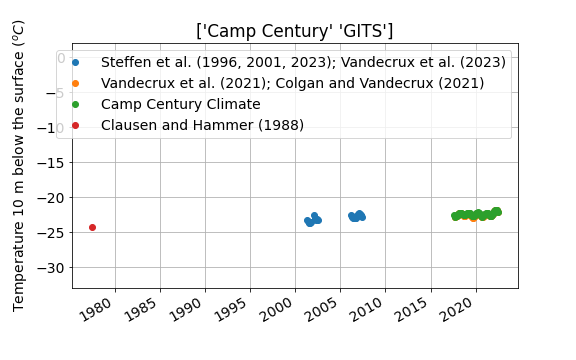 ['Camp Century' 'GITS']
Temperature 10 m below the surface (°C)
0
−5
−10
−15
−20
−25
−30
Steffen et al. (1996, 2001, 2023); Vandecrux et al. (2023)
Vandecrux et al. (2021); Colgan and Vandecrux (2021)
Camp Century Climate
Clausen and Hammer (1988)
1980
1985
1990
1995
2000
2005
2010
2015
2020